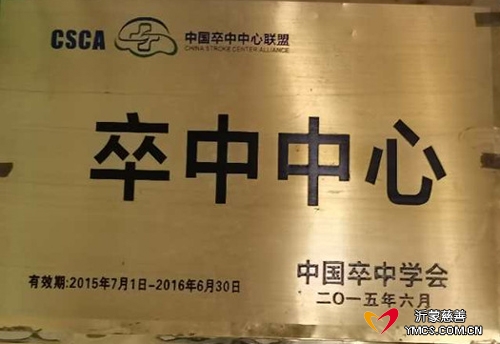 CSCA 中国卒中中心联盟
CHINA STROKE CENTER ALLIANCE
卒中中心
有效期:2015年7月1日-2016年6月30日
中国卒中学会
二〇一五年六月
沂蒙慈善
YMCS.COM.CN